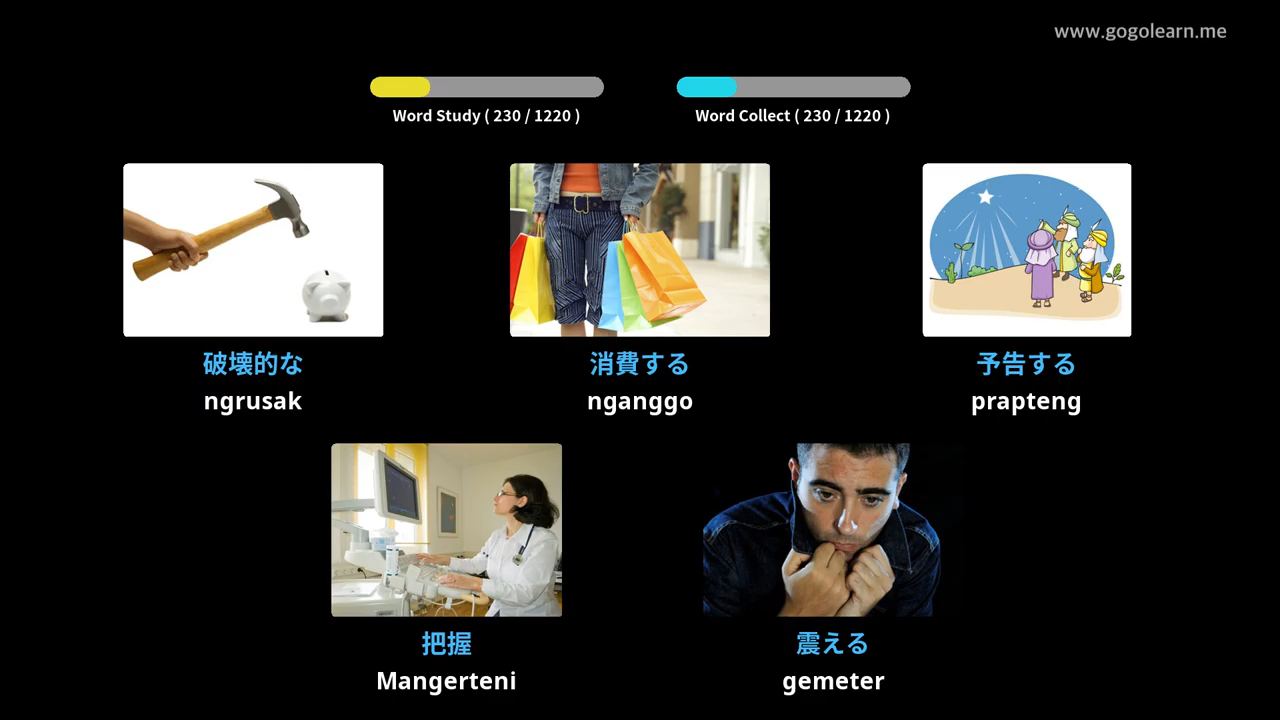 www.gogolearn.me
Word Study ( 230 / 1220 )
Word Collect ( 230 / 1220 )
破壊的な
ngrusak
消費する
nganggo
予告する
prapteng
把握
Mangerteni
震える
gemeter